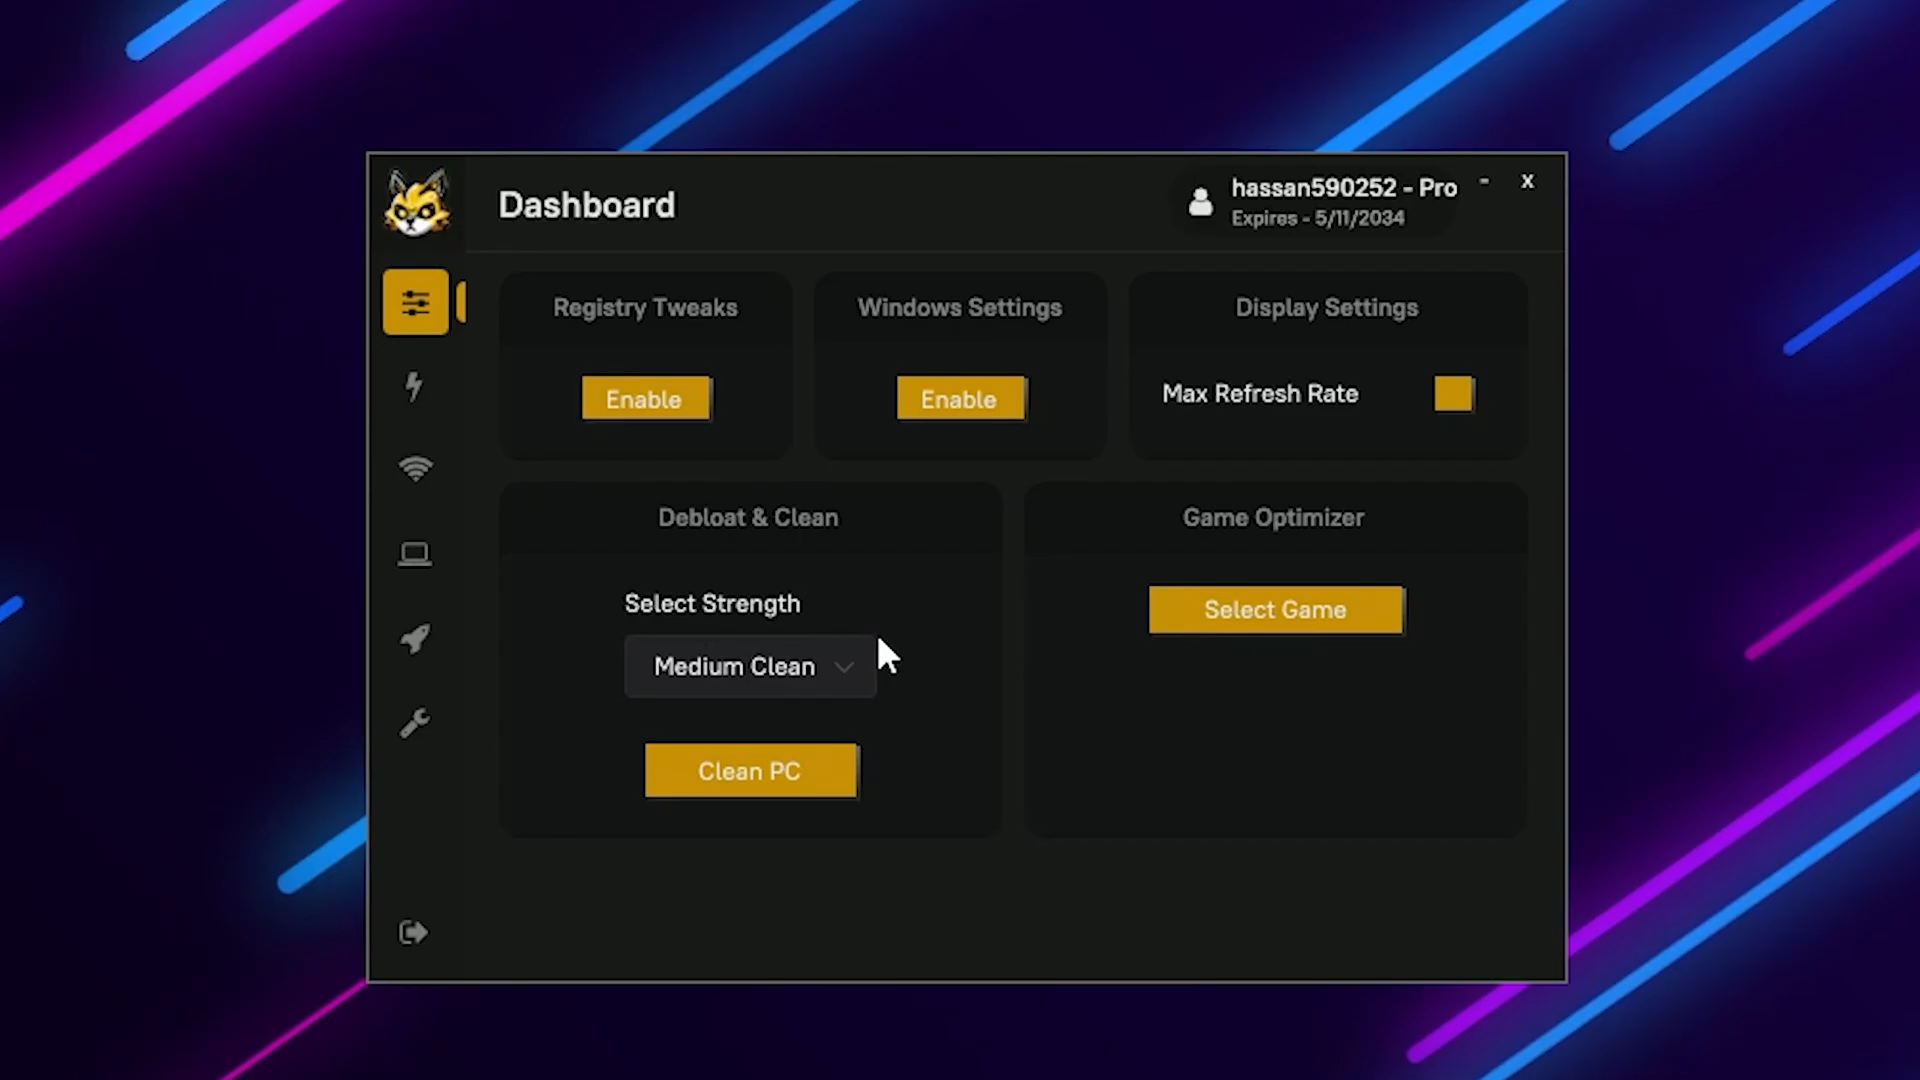 Dashboard
hassan590252 - Pro
Expires - 5/11/2034
-
X
Registry Tweaks
Enable
Windows Settings
Enable
Display Settings
Max Refresh Rate
Debloat & Clean
Select Strength
Medium Clean
Clean PC
Game Optimizer
Select Game